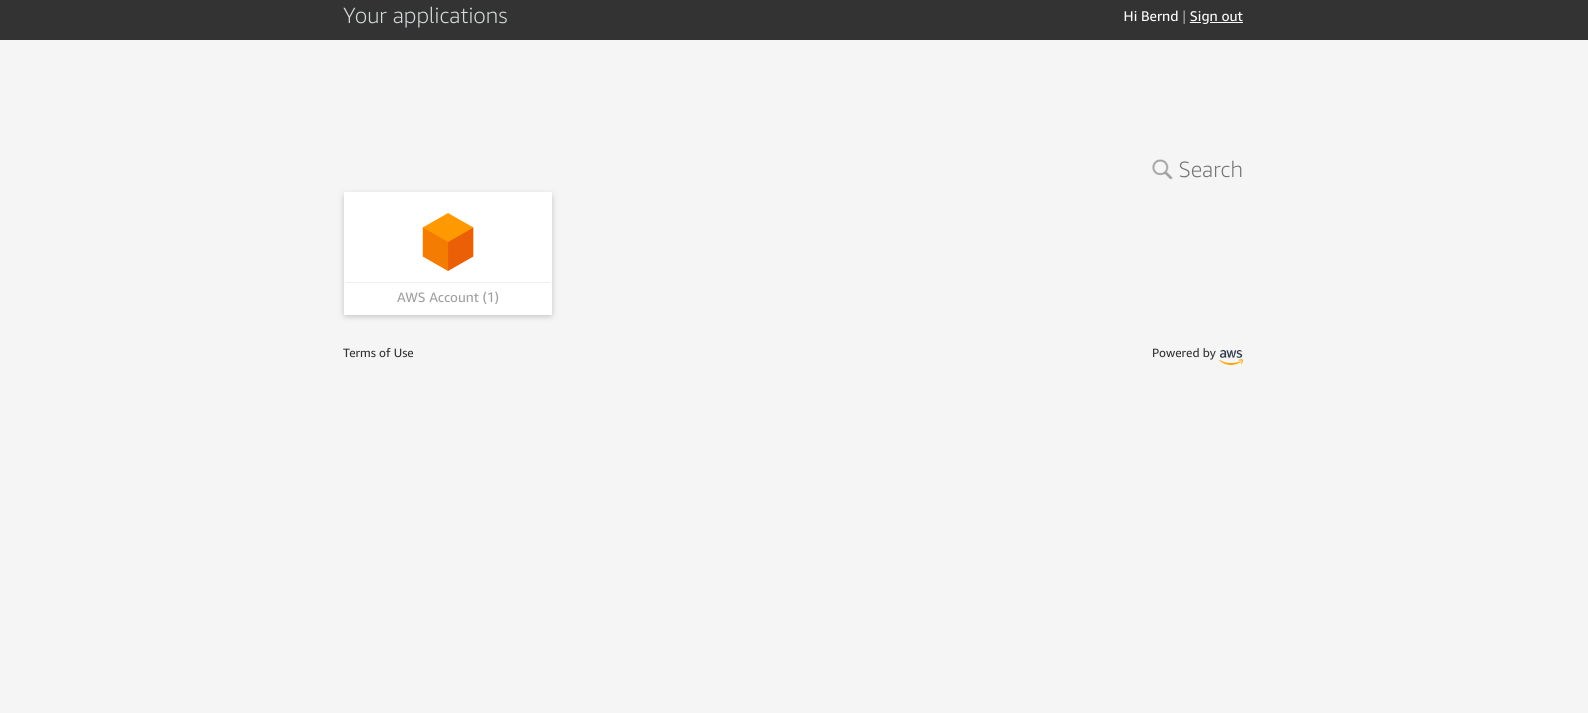 Your applications
Hi Bernd | Sign out
Search
AWS Account (1)
Terms of Use
Powered by aws